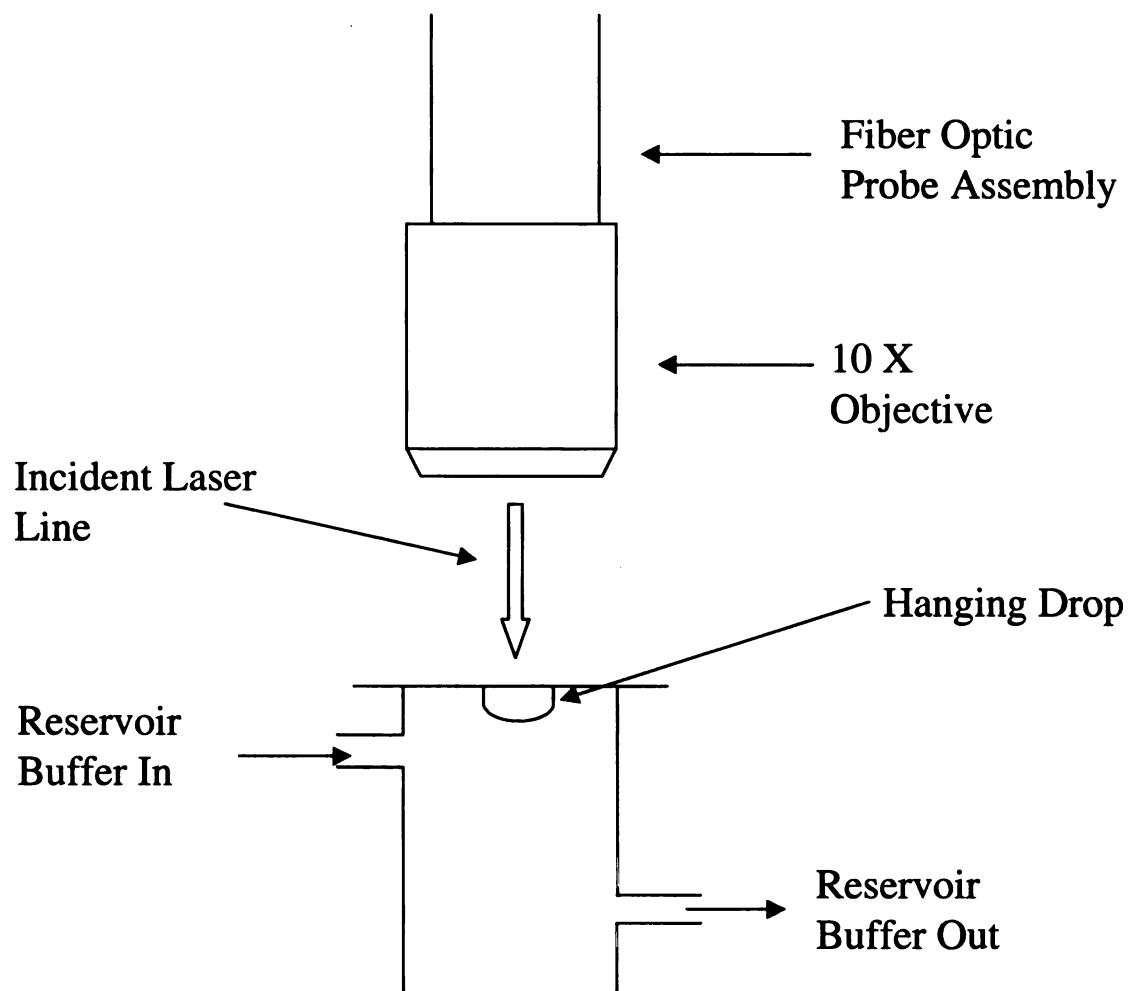 Fiber Optic
Probe Assembly
10 X
Objective
Incident Laser
Line
Hanging Drop
Reservoir
Buffer In
Reservoir
Buffer Out